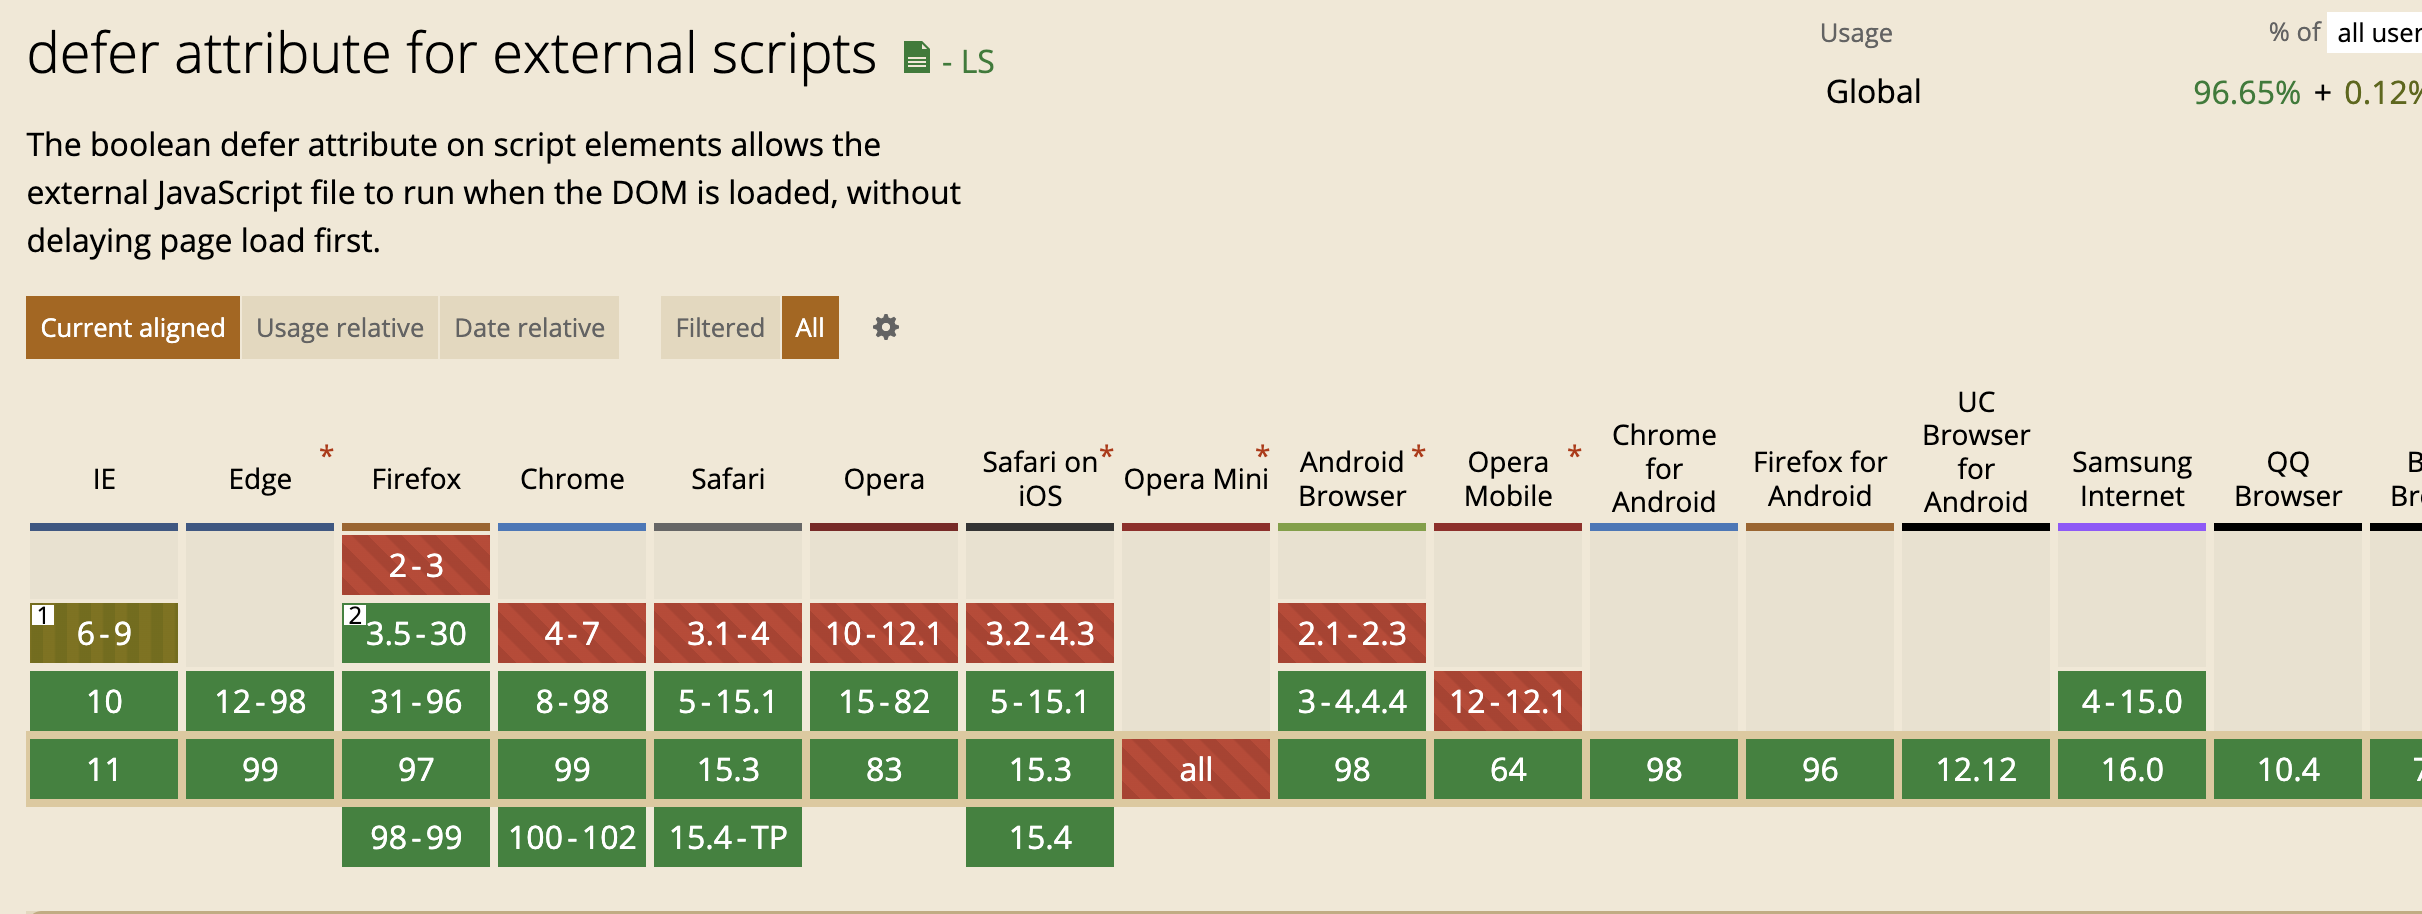 defer attribute for external scripts - LS
Usage % of all user
Global 96.65% + 0.12%
The boolean defer attribute on script elements allows the
external JavaScript file to run when the DOM is loaded, without
delaying page load first.
Current aligned Usage relative Date relative Filtered All
IE Edge * Firefox Chrome Safari Opera Safari on iOS * Opera Mini * Android Browser * Opera Mobile * Chrome for Android Firefox for Android UC Browser for Android Samsung Internet QQ Browser
2-3
1 6-9 2 3.5-30 4-7 3.1-4 10-12.1 3.2-4.3 2.1-2.3
10 12-98 31-96 8-98 5-15.1 15-82 5-15.1 3-4.4.4 12-12.1 4-15.0
11 99 97 99 15.3 83 15.3 all 98 64 98 96 12.12 16.0 10.4
98-99 100-102 15.4-TP 15.4